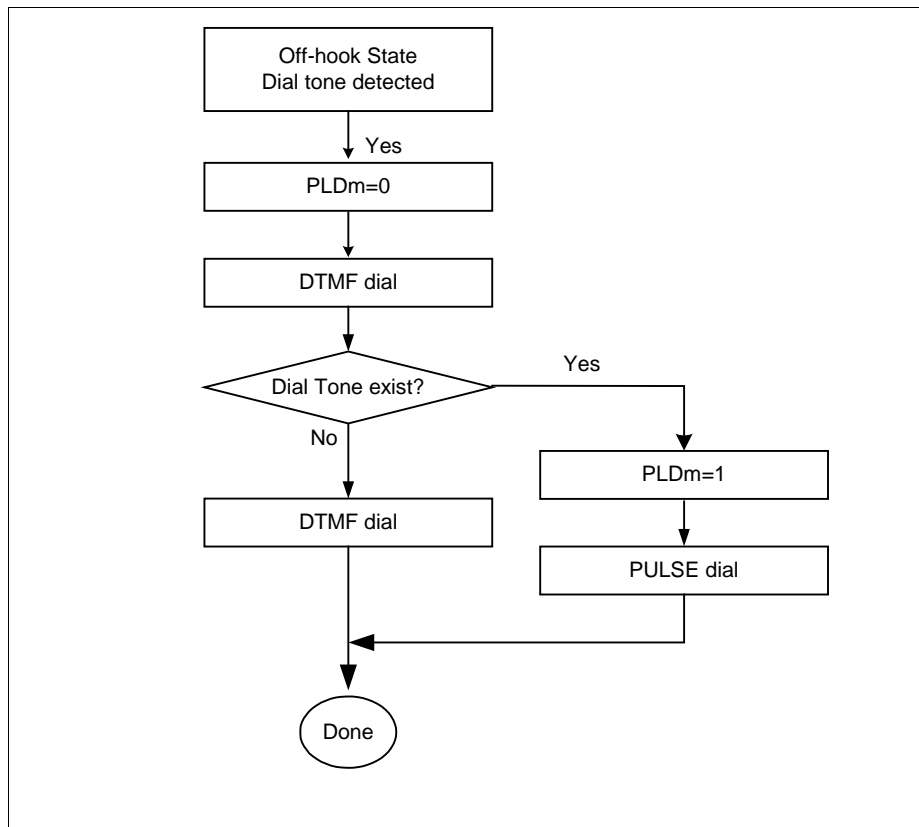 Off-hook State
Dial tone detected
Yes
PLDm=0
DTMF dial
Dial Tone exist?
Yes
No
PLDm=1
DTMF dial
PULSE dial
Done